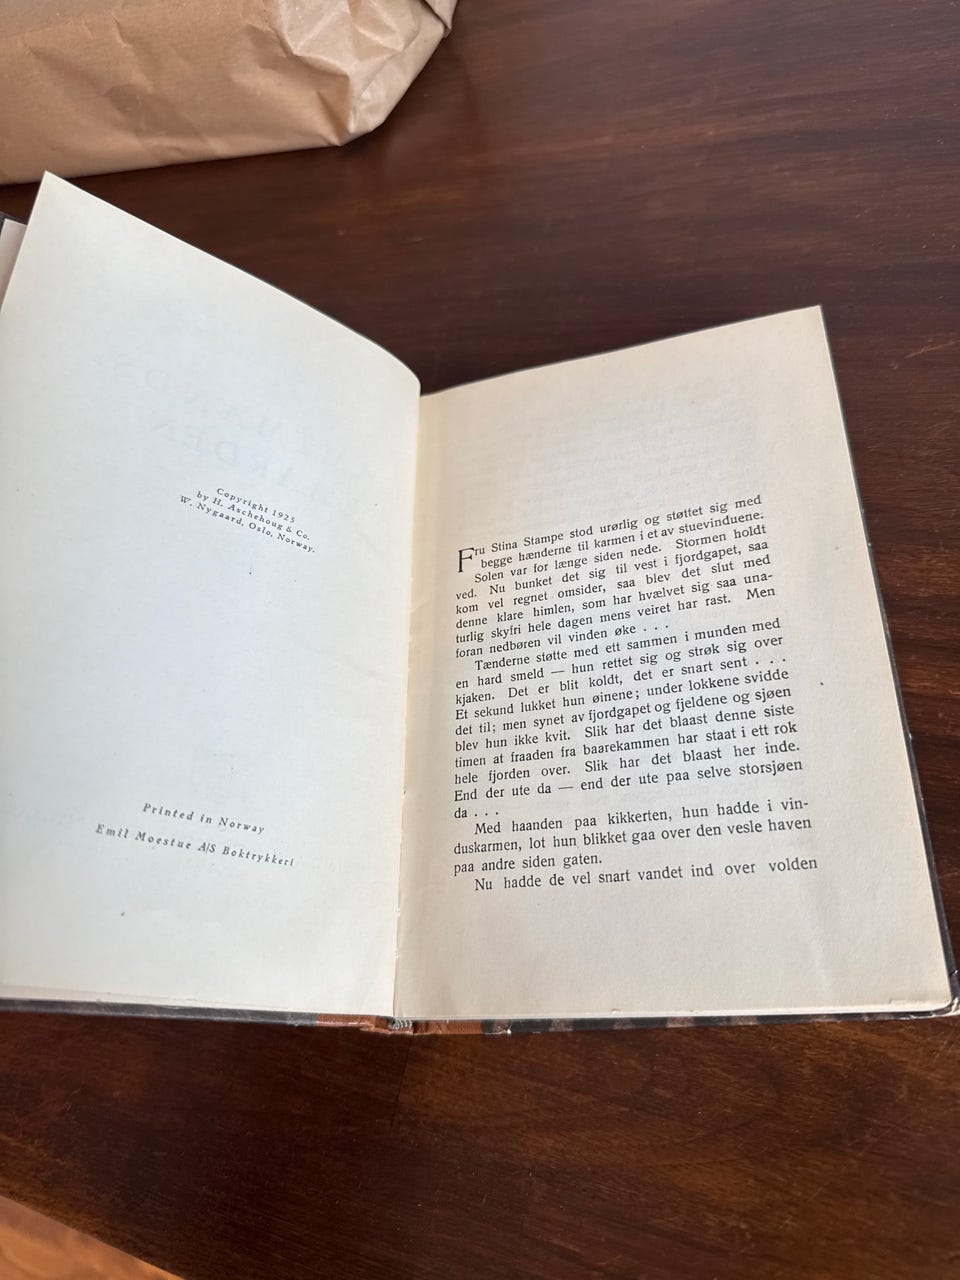 Copyright 1925
by H. Aschehoug & Co.
W. Nygaard, Oslo, Norway.
Printed in Norway
Emil Moestue A/S Boktrykkeri
Fru Stina Stampe stod urørlig og støttet sig med
begge hænderne til karmen i et av stuevinduene.
Solen var for længe siden nede. Stormen holdt
ved. Nu bunket det sig til vest i fjordgapet, saa
kom vel regnet omsider, saa blev det slut med
denne klare himlen, som har hvælvet sig saa una-
turlig skyfri hele dagen mens veiret har rast. Men
foran nedbøren vil vinden øke . . .
Tænderne støtte med ett sammen i munden med
en hard smeld — hun rettet sig og strøk sig over
kjaken. Det er blit koldt, det er snart sent . . .
Et sekund lukket hun øinene; under lokkene svidde
det til; men synet av fjordgapet og fjeldene og sjøen
blev hun ikke kvit. Slik har det blaast denne siste
timen at fraaden fra baarekammen har staat i ett rok
hele fjorden over. Slik har det blaast her inde.
End der ute da — end der ute paa selve storsjøen
da . . .
Med haanden paa kikkerten, hun hadde i vin-
duskarmen, lot hun blikket gaa over den vesle haven
paa andre siden gaten.
Nu hadde de vel snart vandet ind over volden